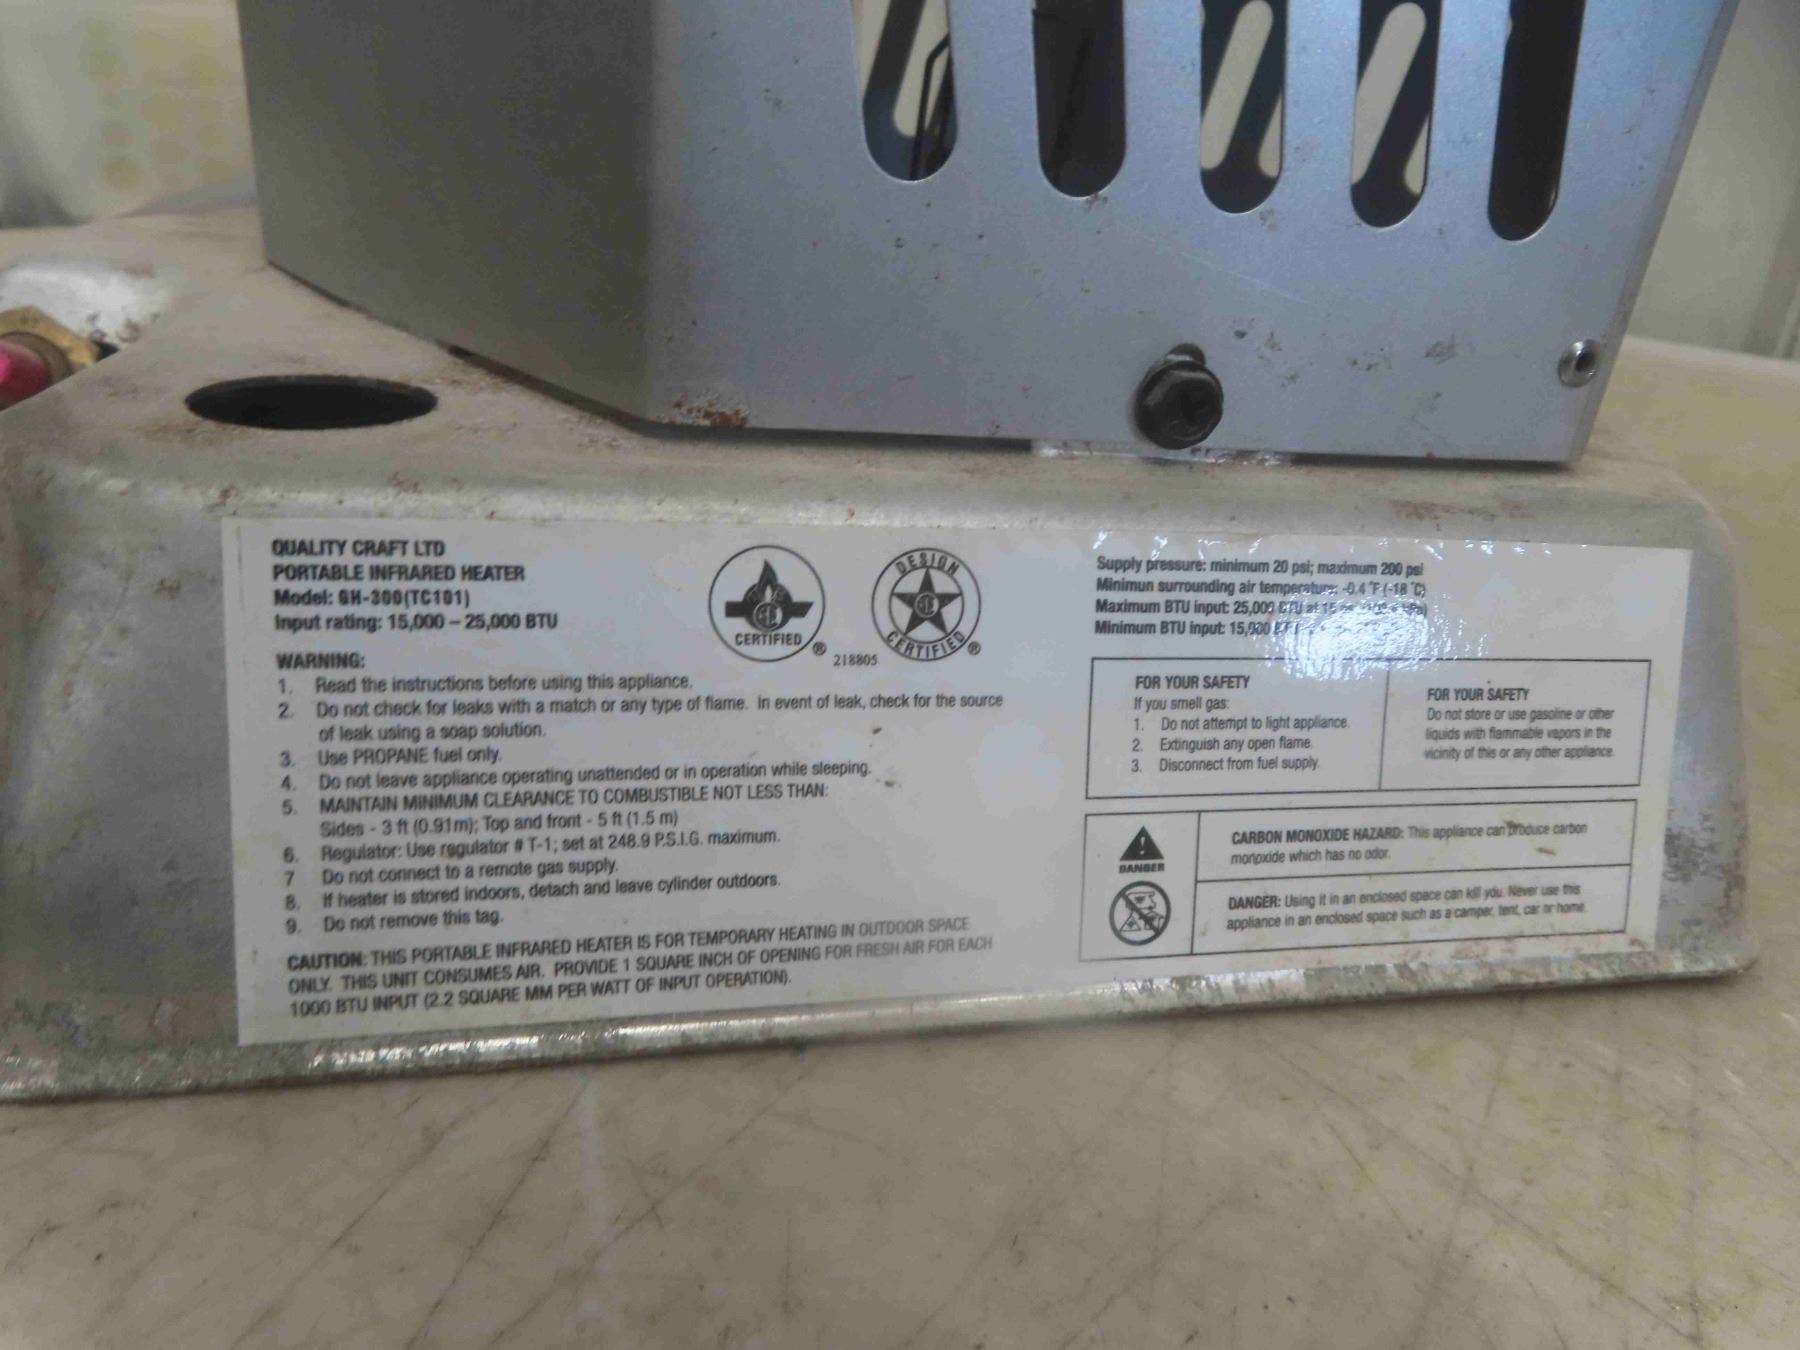 QUALITY CRAFT LTD
PORTABLE INFRARED HEATER
Model: GH-300(TC101)
Input rating: 15,000 – 25,000 BTU
CERTIFIED
®
218805
DESIGN
CERTIFIED
®
WARNING:
1. Read the instructions before using this appliance.
2. Do not check for leaks with a match or any type of flame. In event of leak, check for the source
of leak using a soap solution.
3. Use PROPANE fuel only.
4. Do not leave appliance operating unattended or in operation while sleeping.
5. MAINTAIN MINIMUM CLEARANCE TO COMBUSTIBLE NOT LESS THAN:
Sides - 3 ft (0.91m); Top and front - 5 ft (1.5 m)
6. Regulator: Use regulator # T-1; set at 248.9 P.S.I.G. maximum.
7 Do not connect to a remote gas supply.
8. If heater is stored indoors, detach and leave cylinder outdoors.
9. Do not remove this tag.
CAUTION: THIS PORTABLE INFRARED HEATER IS FOR TEMPORARY HEATING IN OUTDOOR SPACE
ONLY. THIS UNIT CONSUMES AIR. PROVIDE 1 SQUARE INCH OF OPENING FOR FRESH AIR FOR EACH
1000 BTU INPUT (2.2 SQUARE MM PER WATT OF INPUT OPERATION).
Supply pressure: minimum 20 psi; maximum 200 psi
Minimun surrounding air temperature: -0.4 °F (-18 °C)
Maximum BTU input: 25,000 BTU at 15
Minimum BTU input: 15,000
FOR YOUR SAFETY
If you smell gas:
1. Do not attempt to light appliance.
2. Extinguish any open flame.
3. Disconnect from fuel supply.
FOR YOUR SAFETY
Do not store or use gasoline or other
liquids with flammable vapors in the
vicinity of this or any other appliance.
DANGER
CARBON MONOXIDE HAZARD: This appliance can produce carbon
monoxide which has no odor.
DANGER: Using it in an enclosed space can kill you. Never use this
appliance in an enclosed space such as a camper, tent, car or home.